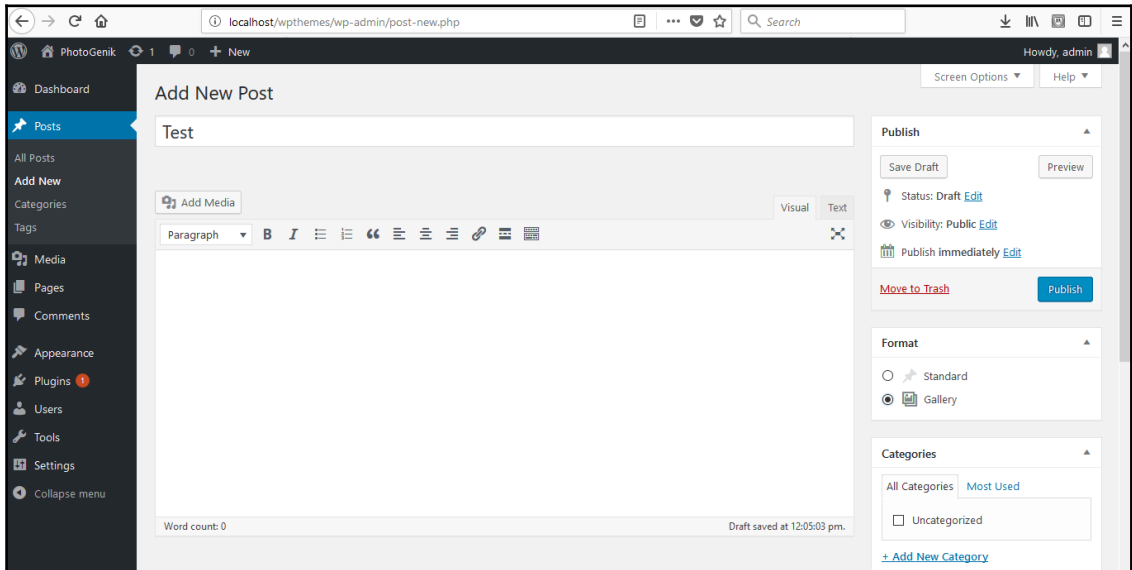 localhost/wpthemes/wp-admin/post-new.php
Search
PhotoGenik 1 0 + New Howdy, admin
Screen Options ▼ Help ▼
Dashboard
Posts
All Posts
Add New
Categories
Tags
Media
Pages
Comments
Appearance
Plugins 1
Users
Tools
Settings
Collapse menu
Add New Post
Test
Add Media
Visual Text
Paragraph ▼ B I
Word count: 0 Draft saved at 12:05:03 pm.
Publish
Save Draft Preview
Status: Draft Edit
Visibility: Public Edit
Publish immediately Edit
Move to Trash Publish
Format
Standard
Gallery
Categories
All Categories Most Used
Uncategorized
+ Add New Category